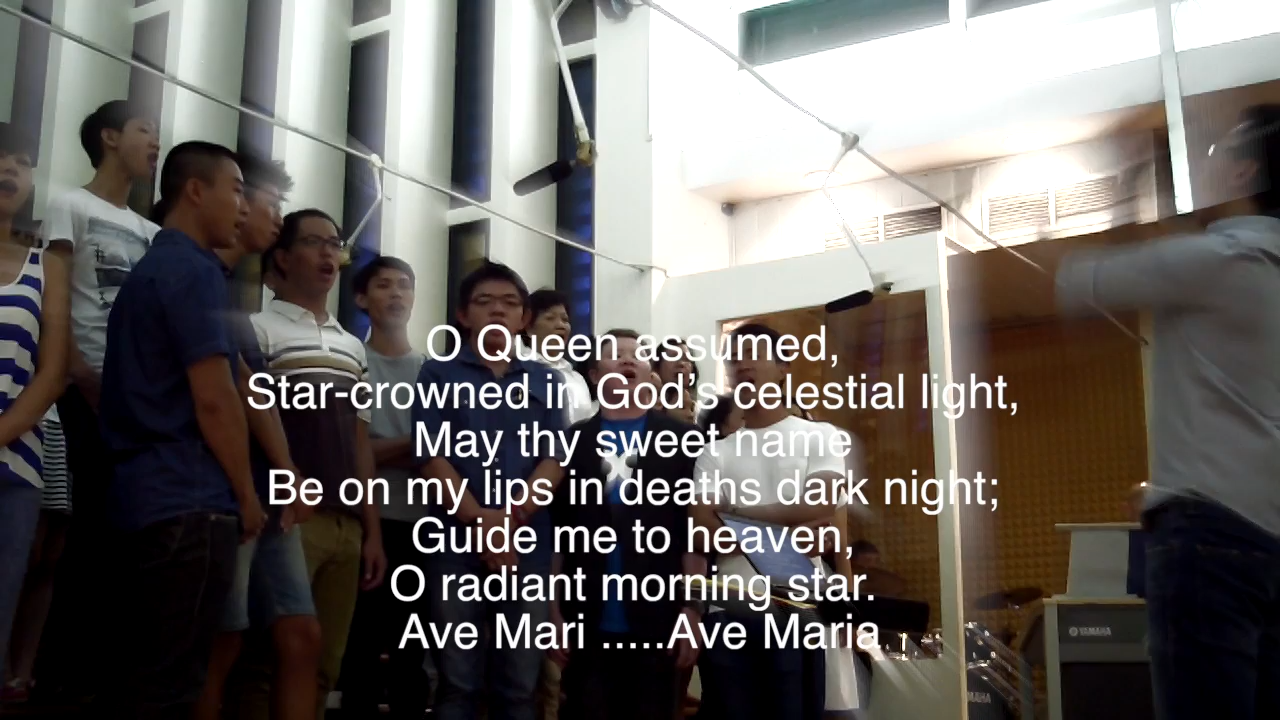 O Queen assumed,
Star-crowned in God's celestial light,
May thy sweet name
Be on my lips in deaths dark night;
Guide me to heaven,
O radiant morning star.
Ave Mari .....Ave Maria
YAMAHA
YAMAHA